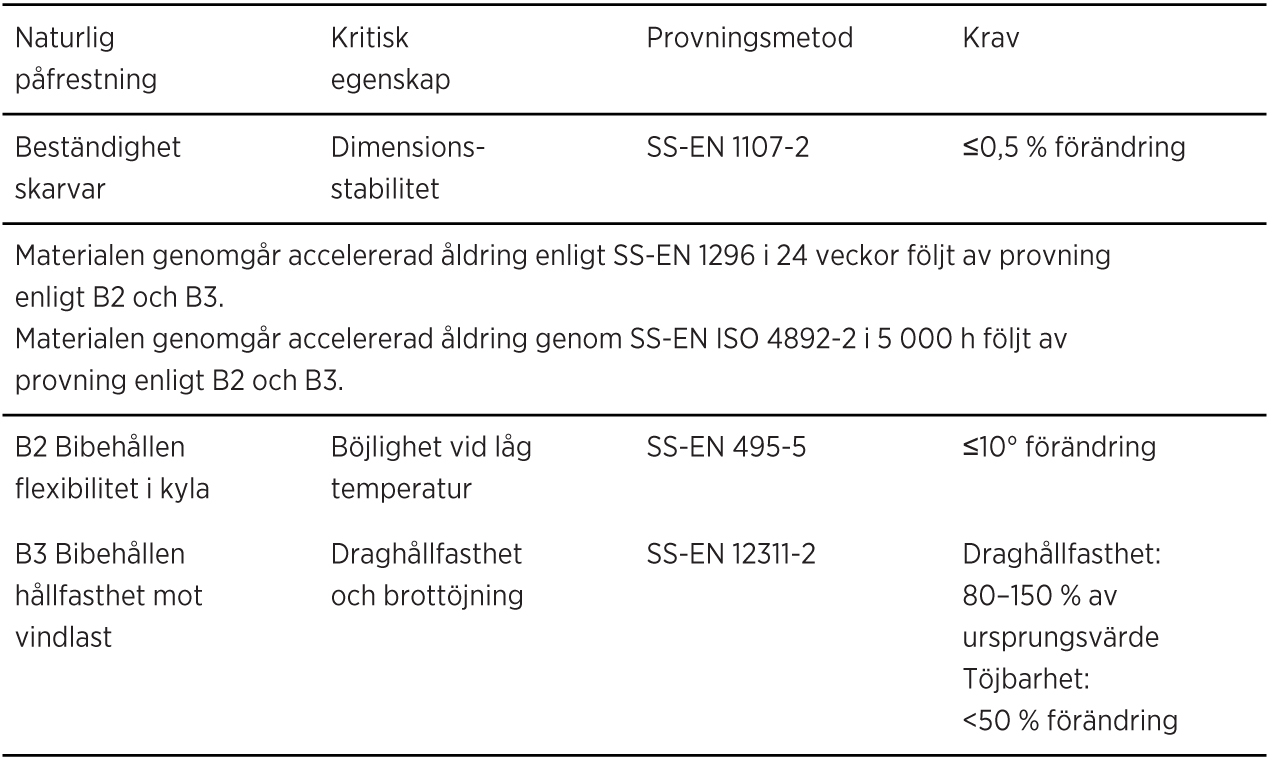 Naturlig påfrestning
Kritisk egenskap
Provningsmetod
Krav
Beständighet skarvar
Dimensions-
stabilitet
SS-EN 1107-2
≤0,5 % förändring
Materialen genomgår accelererad åldring enligt SS-EN 1296 i 24 veckor följt av provning
enligt B2 och B3.
Materialen genomgår accelererad åldring genom SS-EN ISO 4892-2 i 5 000 h följt av
provning enligt B2 och B3.
B2 Bibehållen
flexibilitet i kyla
Böjlighet vid låg
temperatur
SS-EN 495-5
≤10° förändring
B3 Bibehållen
hållfasthet mot
vindlast
Draghållfasthet
och brottöjning
SS-EN 12311-2
Draghållfasthet:
80–150 % av
ursprungsvärde
Töjbarhet:
<50 % förändring